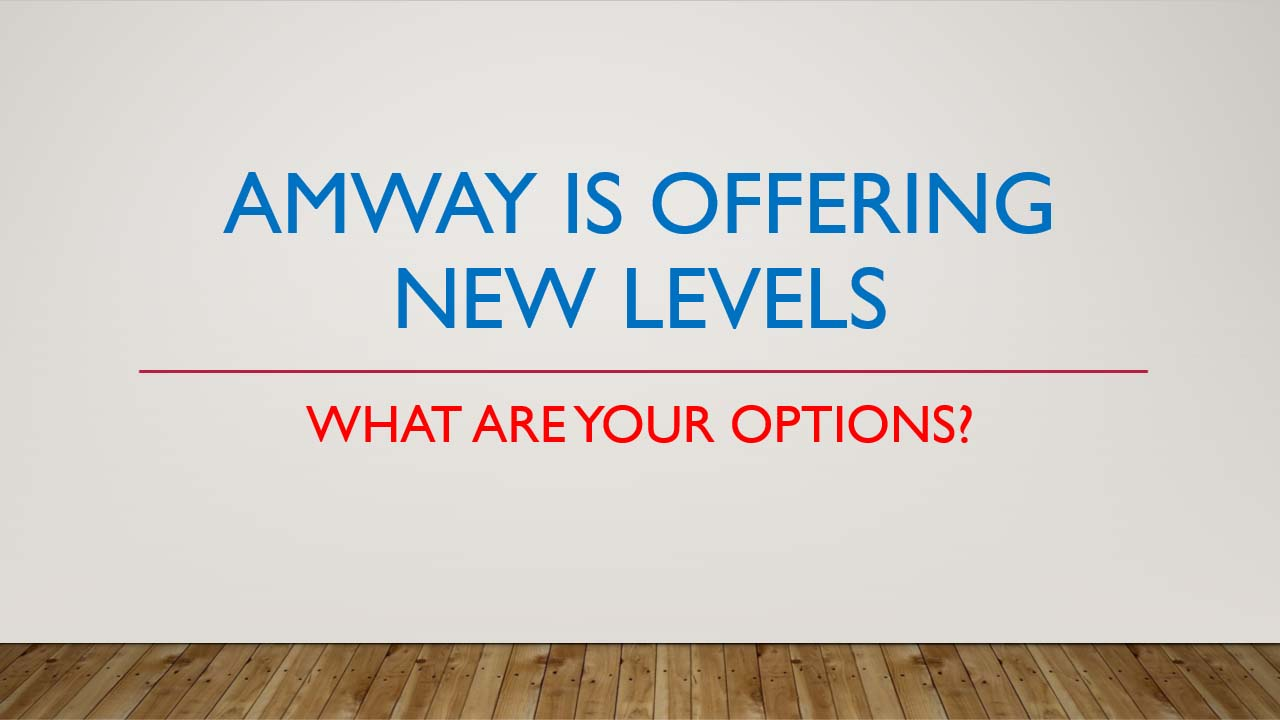 AMWAY IS OFFERING
NEW LEVELS
WHAT ARE YOUR OPTIONS?